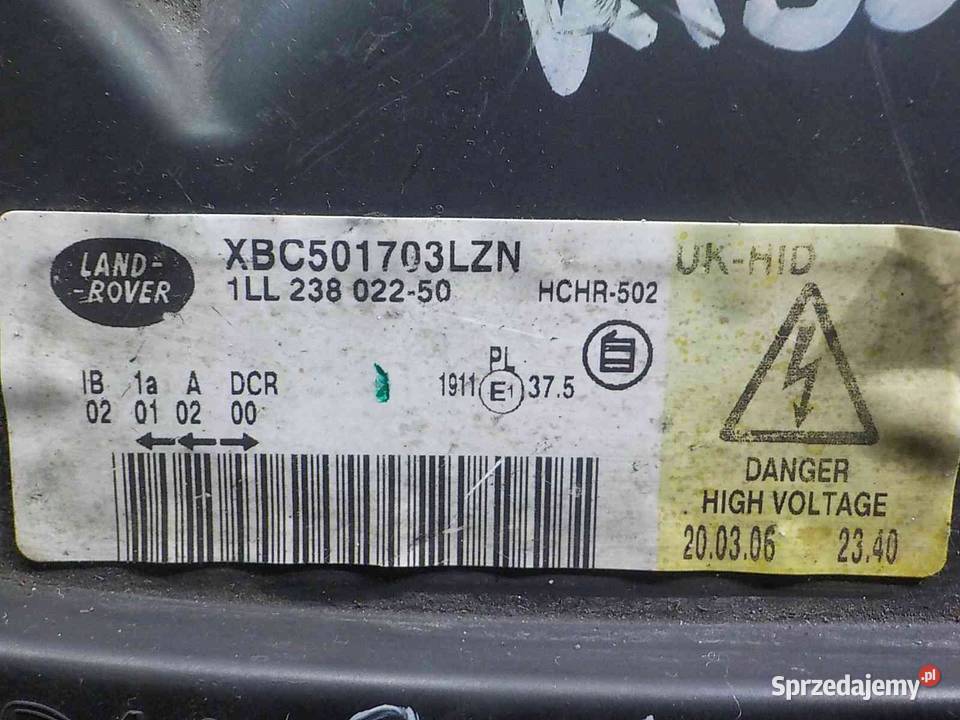 LAND-
-ROVER
XBC501703LZN
1LL 238 022-50
HCHR-502
UK-HID
自
PL
IB 1a A DCR
1911 E1 37.5
02 01 02 00
DANGER
HIGH VOLTAGE
20.03.06 23.40
Sprzedajemy.pl